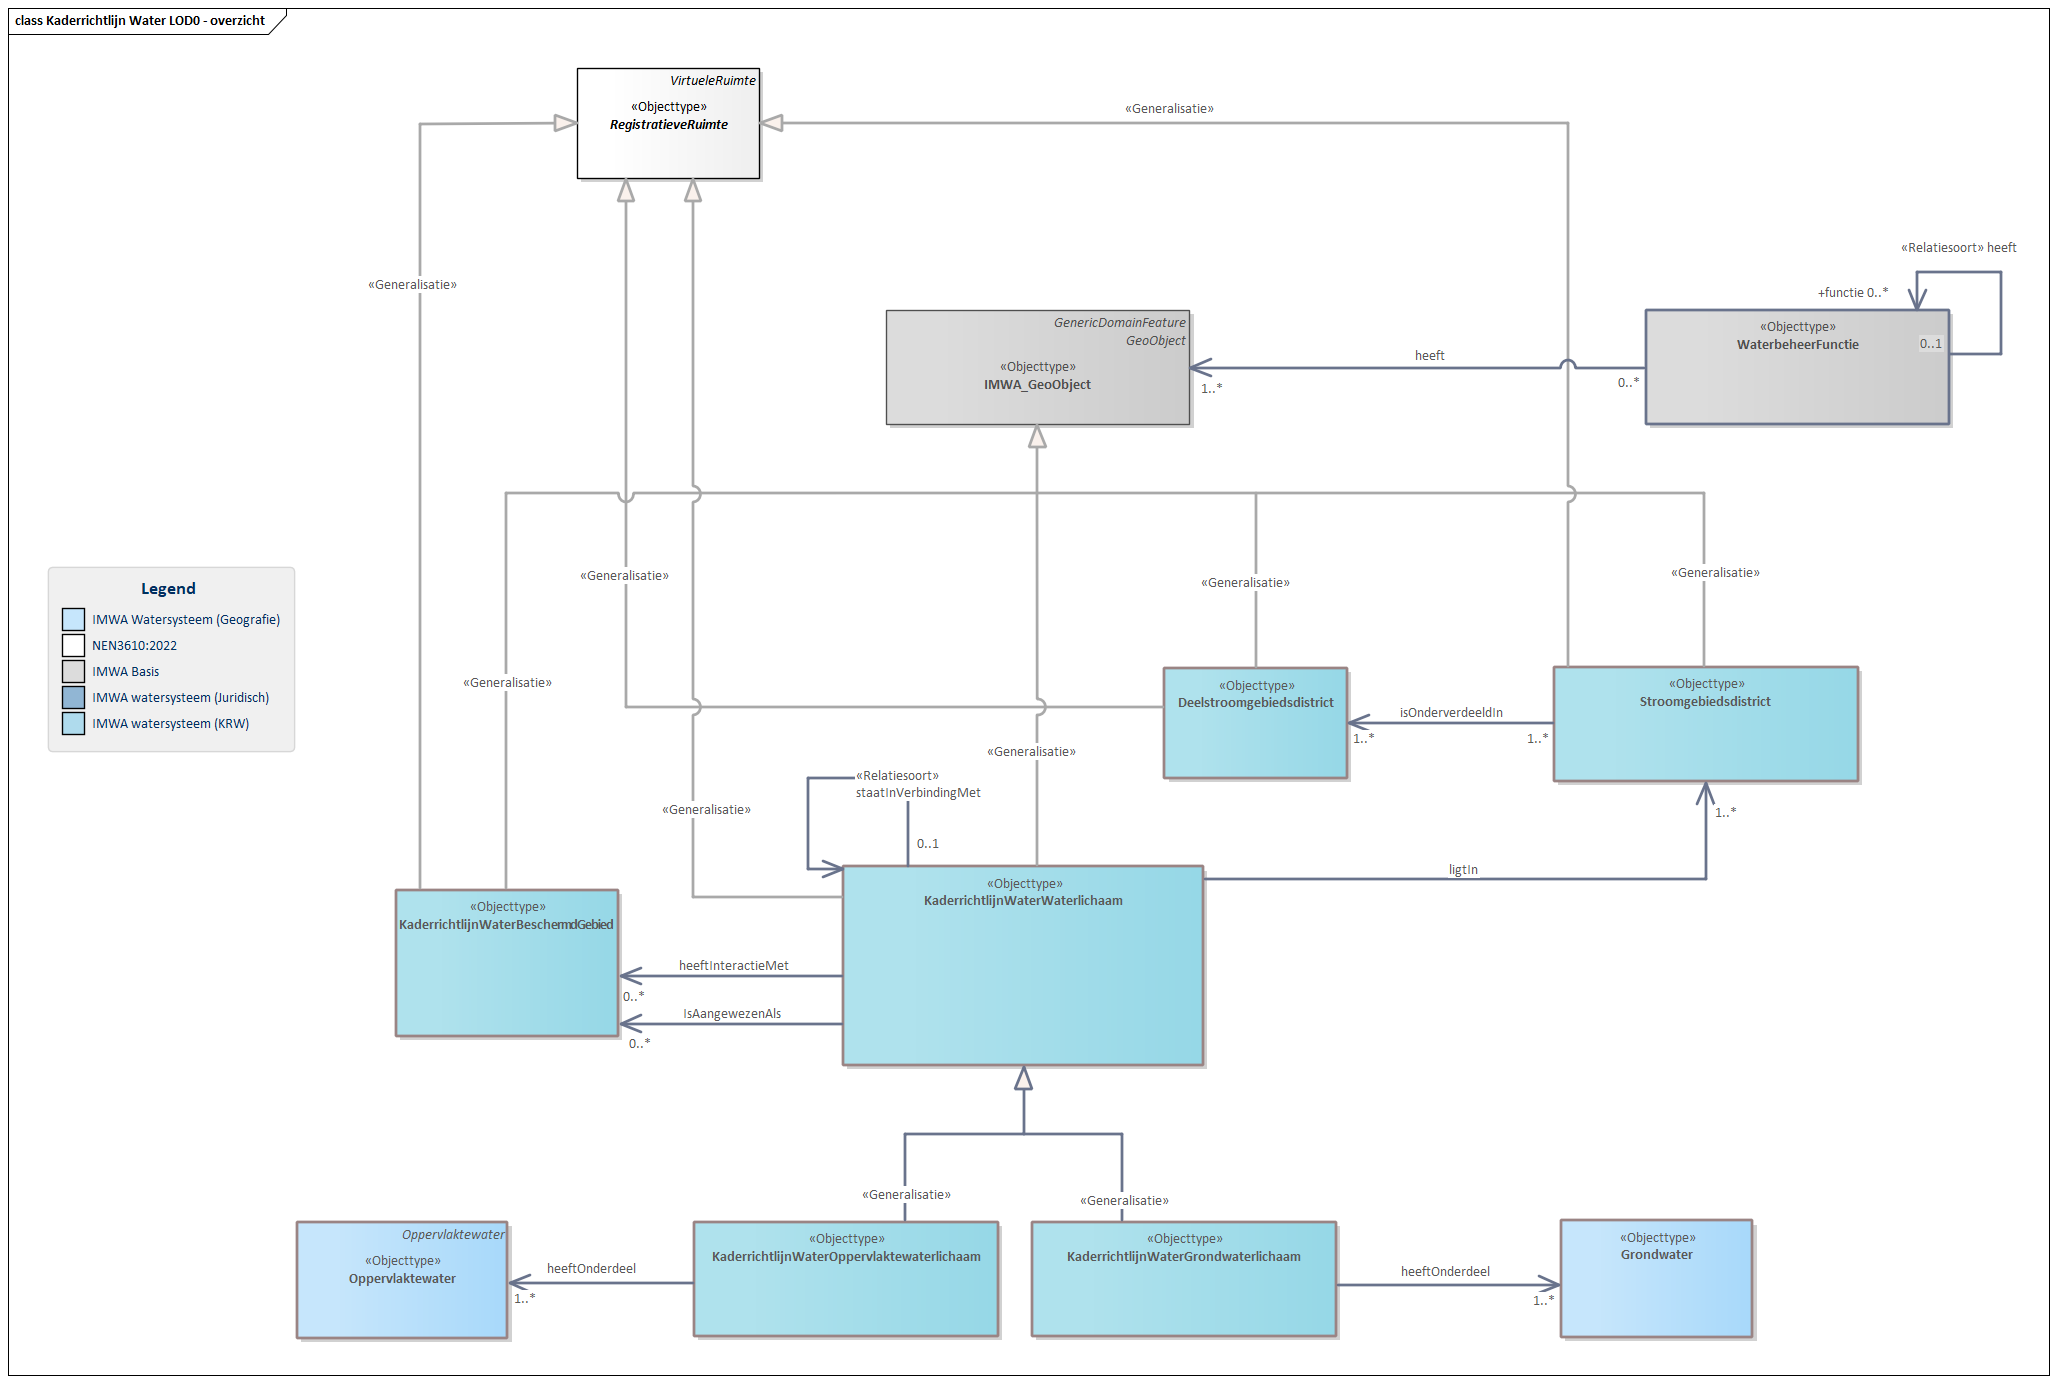 class Kaderrichtlijn Water LOD0 - overzicht
VirtueleRuimte
«Objecttype»
RegistratieveRuimte
«Generalisatie»
«Generalisatie»
«Relatiesoort» heeft
+functie 0..*
GenericDomainFeature
GeoObject
«Objecttype»
IMWA_GeoObject
heeft
1..*
0..*
«Objecttype»
WaterbeheerFunctie
0..1
Legend
IMWA Watersysteem (Geografie)
NEN3610:2022
IMWA Basis
IMWA watersysteem (Juridisch)
IMWA watersysteem (KRW)
«Generalisatie»
«Generalisatie»
«Generalisatie»
«Generalisatie»
«Objecttype»
Deelstroomgebiedsdistrict
isOnderverdeeldIn
1..*
1..*
«Objecttype»
Stroomgebiedsdistrict
«Generalisatie»
«Relatiesoort»
staatInVerbindingMet
0..1
«Generalisatie»
1..*
ligtIn
«Objecttype»
KaderrichtlijnWaterWaterlichaam
«Objecttype»
KaderrichtlijnWaterBeschermdGebied
heeftInteractieMet
0..*
IsAangewezenAls
0..*
«Generalisatie»
«Generalisatie»
Oppervlaktewater
«Objecttype»
Oppervlaktewater
heeftOnderdeel
1..*
«Objecttype»
KaderrichtlijnWaterOppervlaktewaterlichaam
«Objecttype»
KaderrichtlijnWaterGrondwaterlichaam
heeftOnderdeel
1..*
«Objecttype»
Grondwater